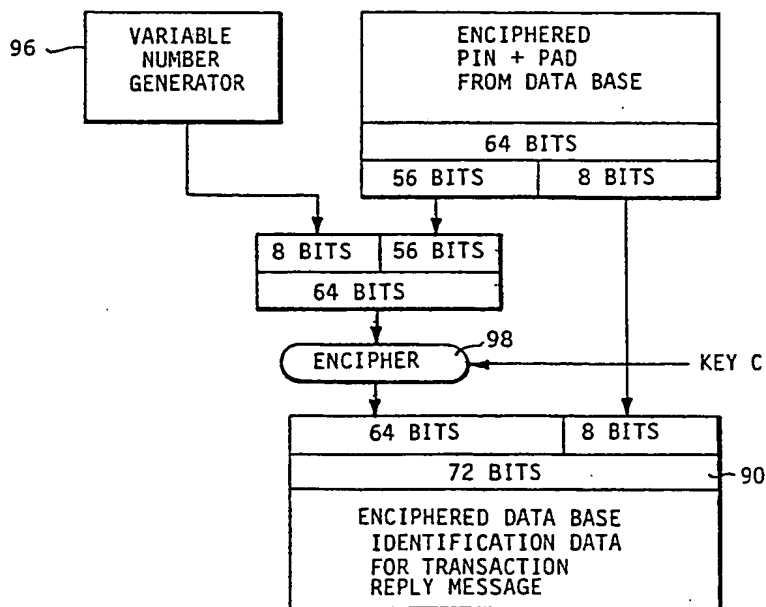 96
VARIABLE
NUMBER
GENERATOR
ENCIPHERED
PIN + PAD
FROM DATA BASE
64 BITS
56 BITS
8 BITS
8 BITS
56 BITS
64 BITS
ENCIPHER
98
KEY C
64 BITS
8 BITS
72 BITS
90
ENCIPHERED DATA BASE
IDENTIFICATION DATA
FOR TRANSACTION
REPLY MESSAGE